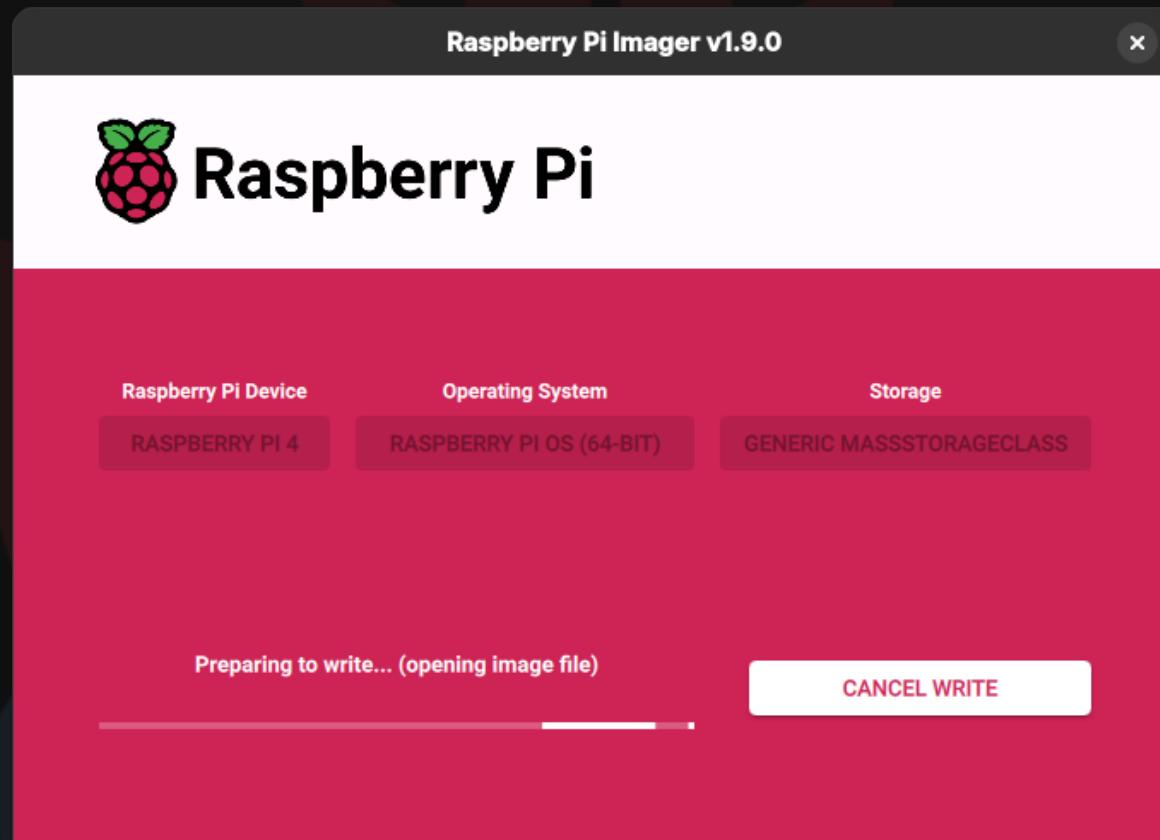 Raspberry Pi Imager v1.9.0
Raspberry Pi
Raspberry Pi Device
Operating System
Storage
RASPBERRY PI 4
RASPBERRY PI OS (64-BIT)
GENERIC MASSSTORAGECLASS
Preparing to write... (opening image file)
CANCEL WRITE